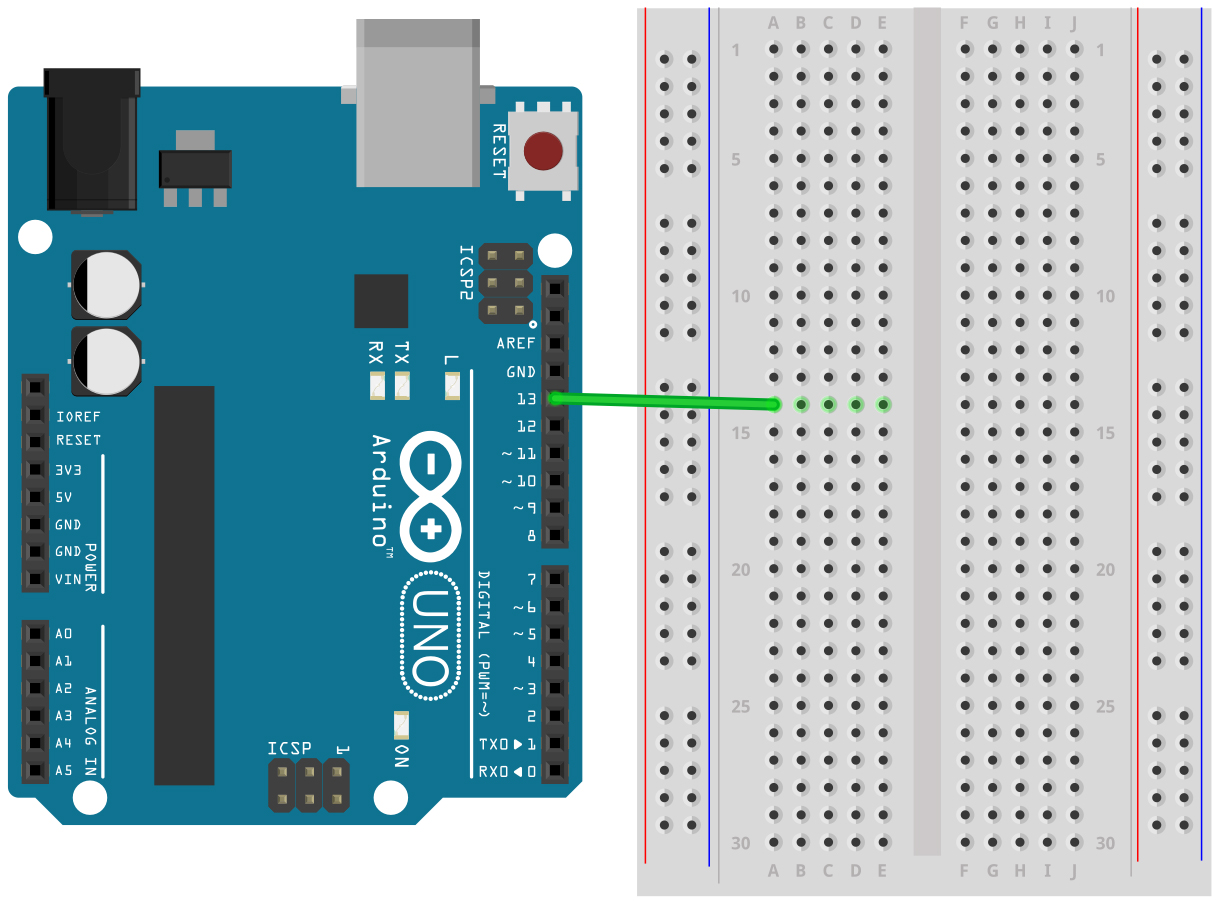 A B C D E F G H I J
1 1
5 5
10 10
15 15
20 20
25 25
30 30
A B C D E F G H I J
RESET
ICSP2
AREF
GND
13
12
~11
~10
~9
8
7
~6
~5
4
~3
2
TX0▶1
RX0◀0
DIGITAL (PWM=~)
RX
TX
L
Arduino™
UNO
ON
ICSP
1
IOREF
RESET
3V3
5V
GND
GND
VIN
POWER
A0
A1
A2
A3
A4
A5
ANALOG IN